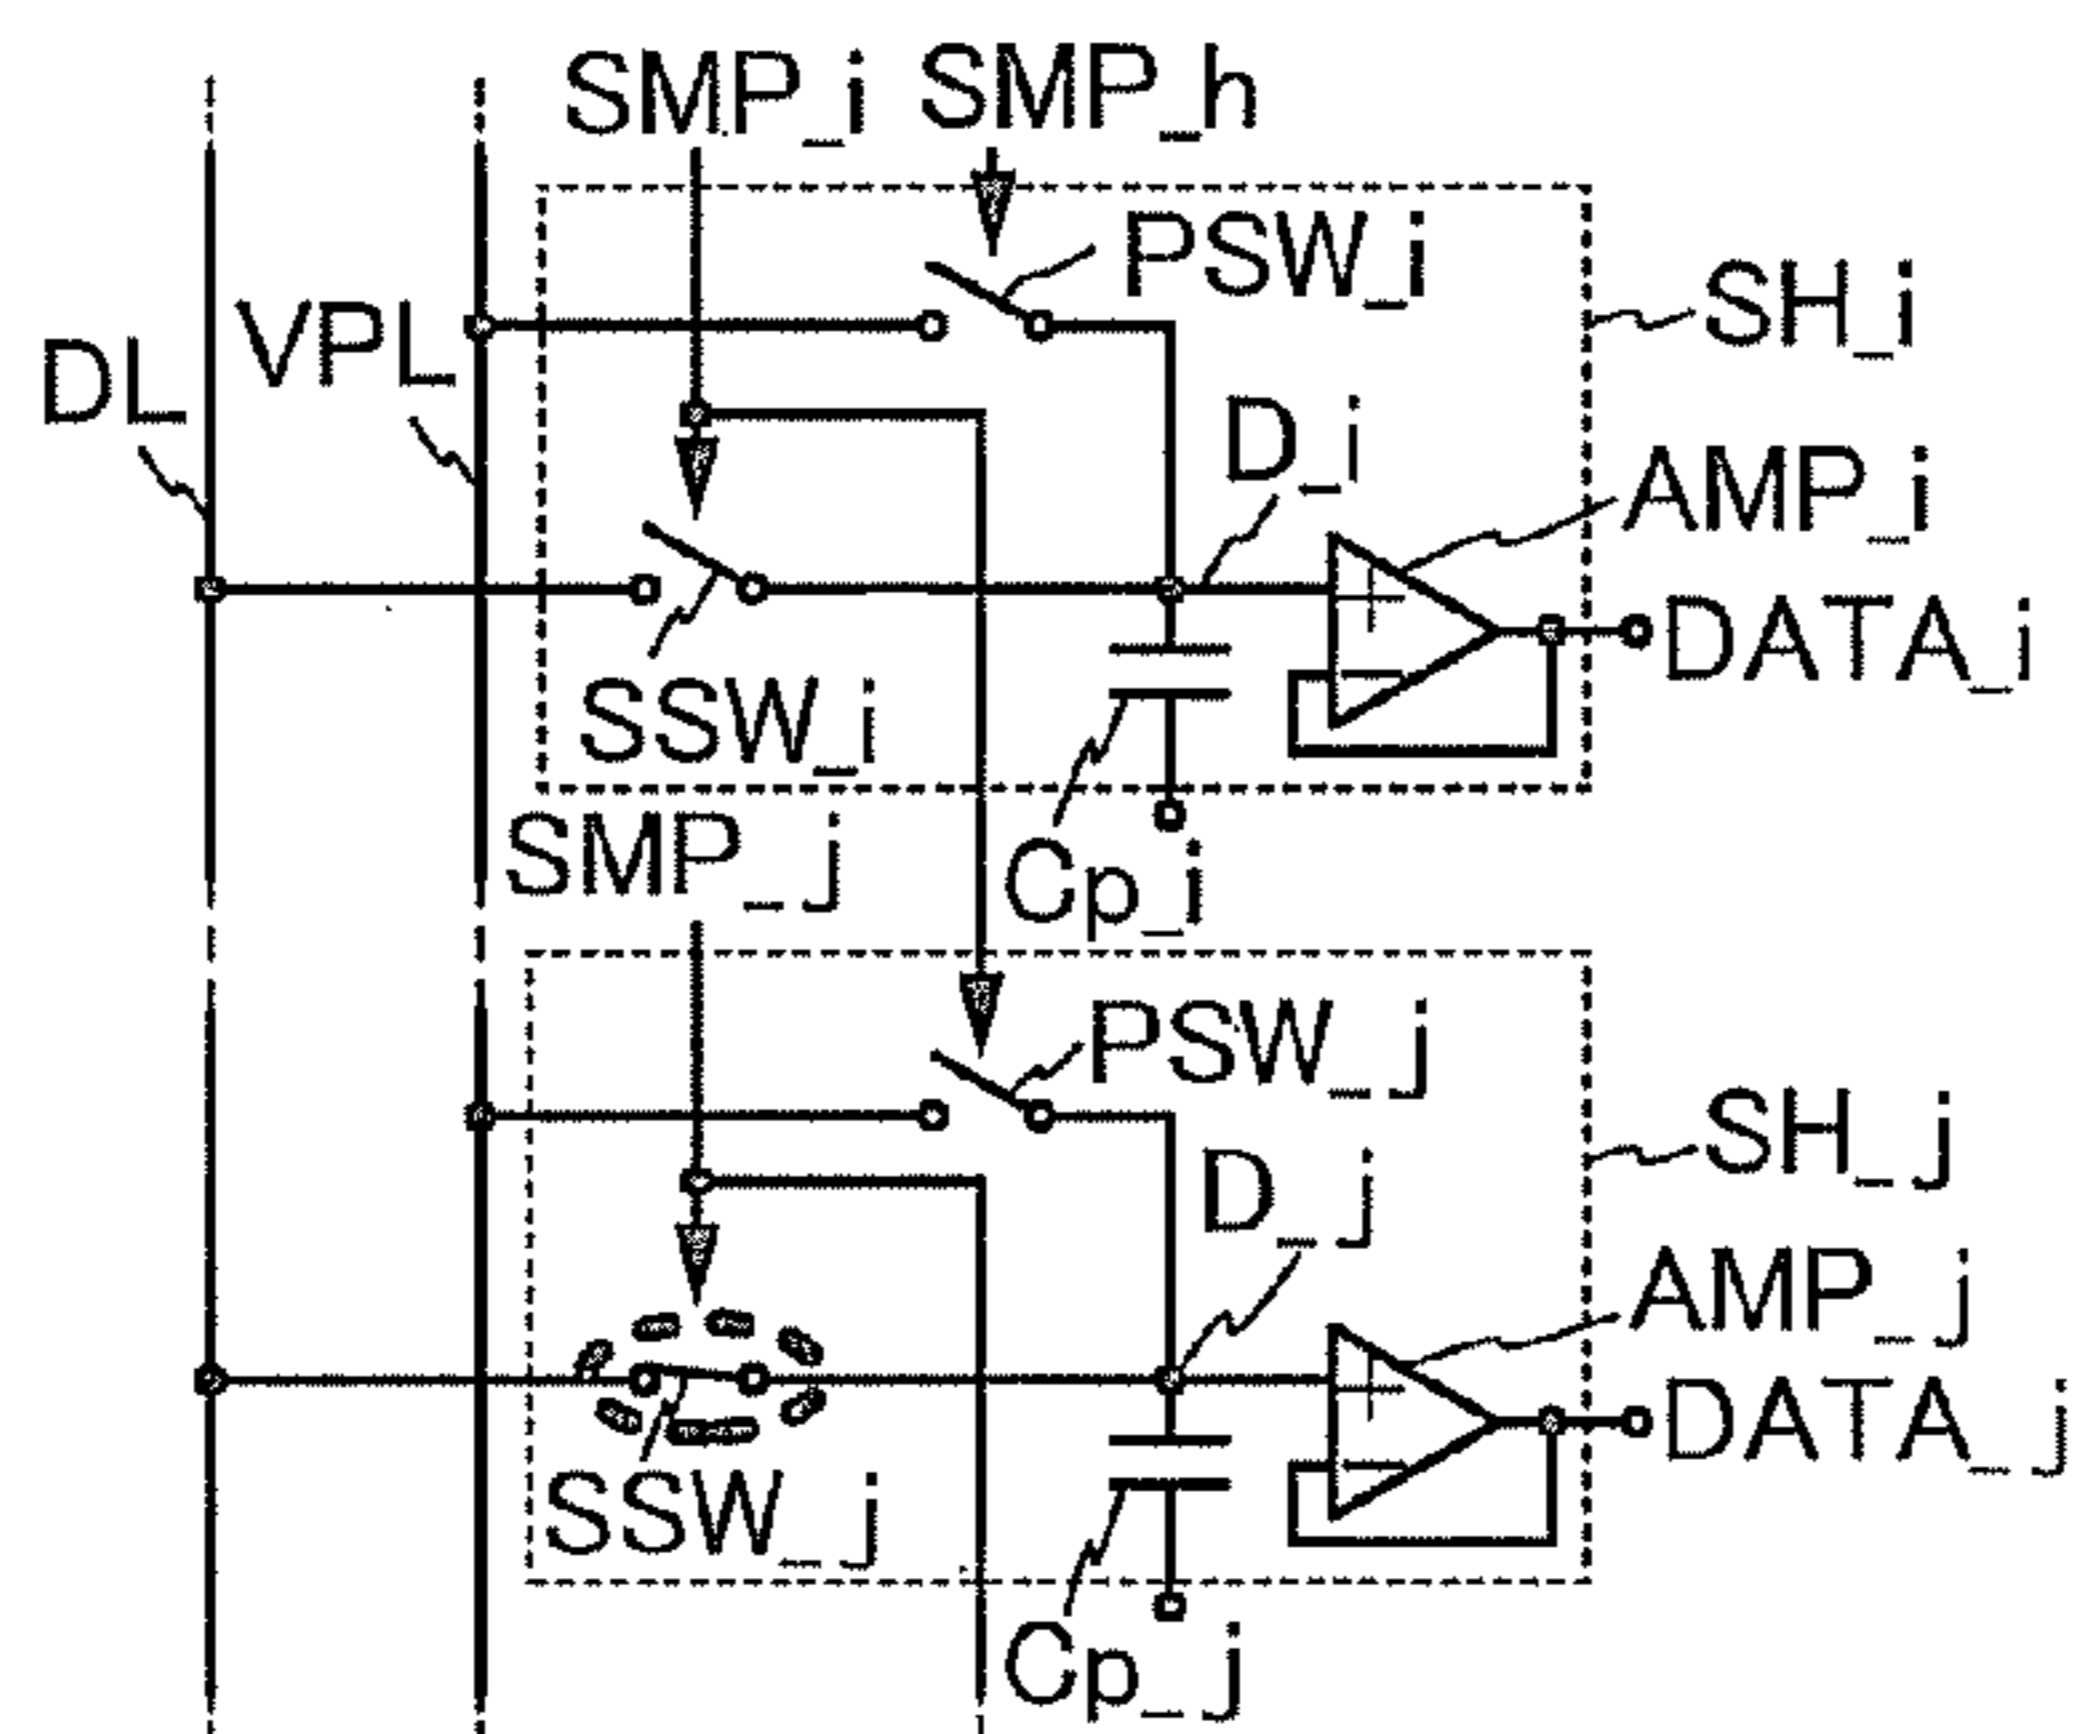 SMP_i SMP_h
PSW_i
SH_i
VPL
DL
D_i
AMP_i
DATA_i
SSW_i
SMP_j
Cp_i
PSW_j
SH_j
D_j
AMP_j
DATA_j
SSW_j
Cp_j